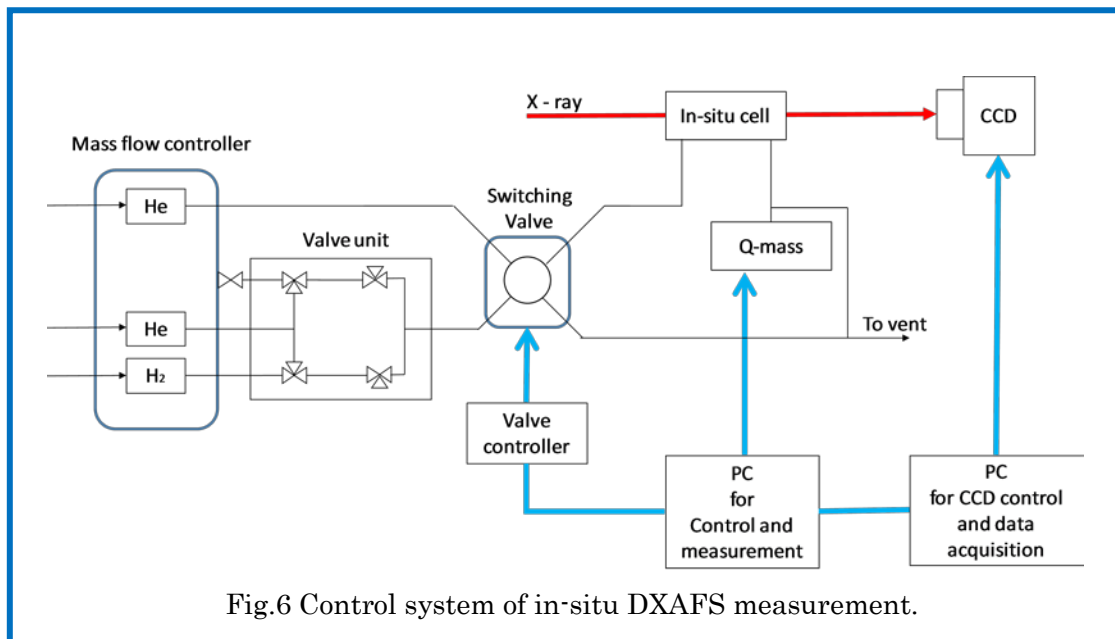 X - ray
In-situ cell
CCD
Mass flow controller
He
Switching
Valve
Valve unit
Q-mass
He
To vent
H₂
Valve
controller
PC
for
Control and
measurement
PC
for CCD control
and data
acquisition
Fig.6 Control system of in-situ DXAFS measurement.